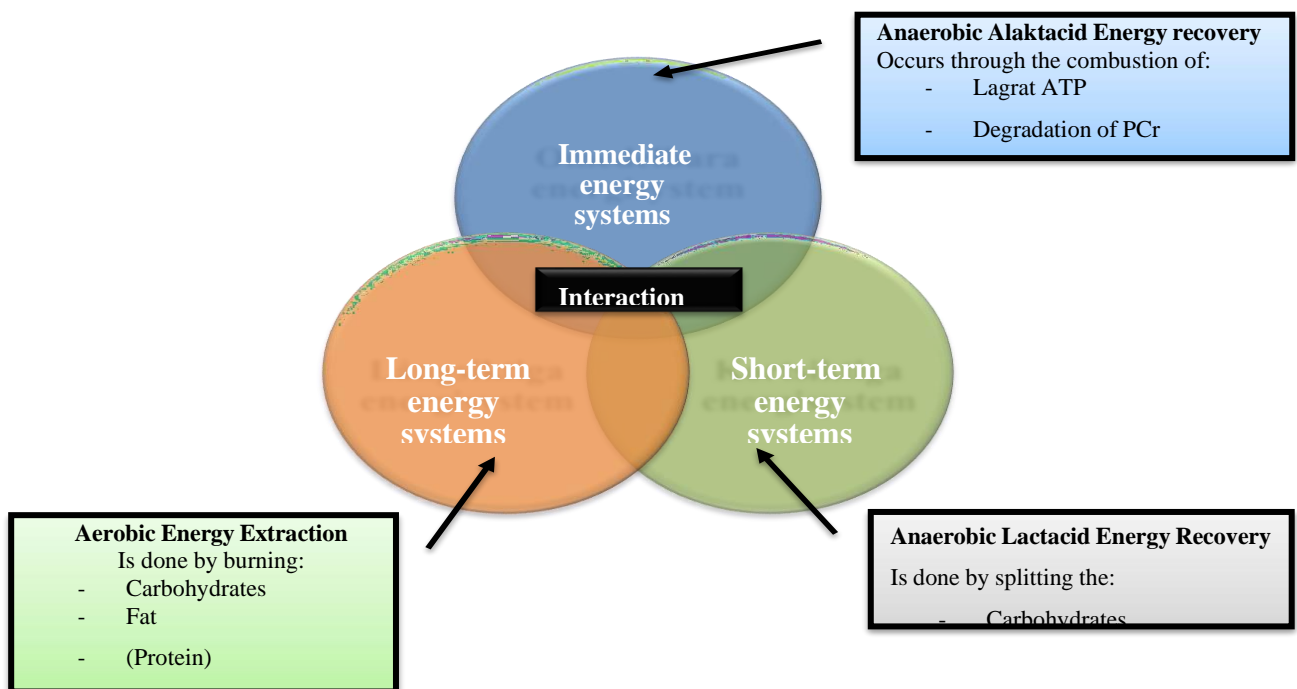 Anaerobic Alaktacid Energy recovery
Occurs through the combustion of:
- Lagrat ATP
- Degradation of PCr
Immediate
energy
systems
Interaction
Long-term
energy
systems
Short-term
energy
systems
Aerobic Energy Extraction
Is done by burning:
- Carbohydrates
- Fat
- (Protein)
Anaerobic Lactacid Energy Recovery
Is done by splitting the:
- Carbohydrates